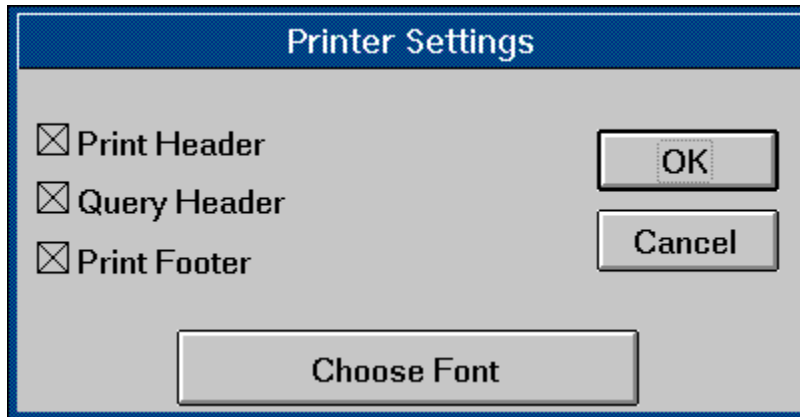 Printer Settings
Print Header
Query Header
Print Footer
OK
Cancel
Choose Font